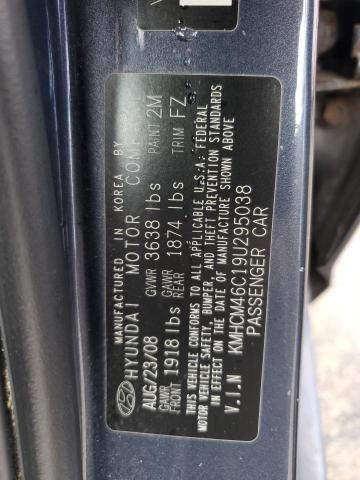 MANUFACTURED IN KOREA BY
HYUNDAI MOTOR COMPANY
AUG/23/08 GVWR 3638 lbs PAINT 2M
GAWR FRONT 1918 lbs GAWR REAR 1874 lbs TRIM FZ
THIS VEHICLE CONFORMS TO ALL APPLICABLE U.S.A. FEDERAL
MOTOR VEHICLE SAFETY, BUMPER, AND THEFT PREVENTION STANDARDS
IN EFFECT ON THE DATE OF MANUFACTURE SHOWN ABOVE
V.I.N KMHCM46C19U295038
PASSENGER CAR